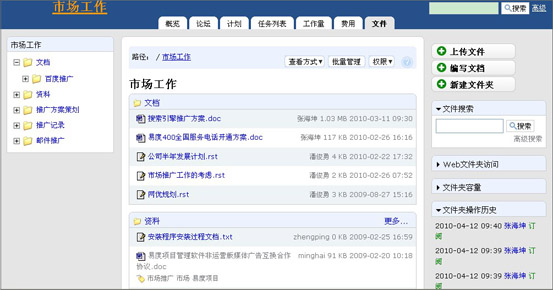 市场工作
搜索 高级
概览 论坛 计划 任务列表 工作量 费用 文件
市场工作
文档
百度推广
资料
推广方案策划
推广记录
邮件推广
路径： / 市场工作
查看方式 批量管理 权限
市场工作
文档
搜索引擎推广方案.doc 张海坤 1.03 MB 2010-03-11 09:30
易度400全国服务电话开通方案.doc 张海坤 117 KB 2010-02-26 16:16
公司半年发展计划.rst 潘俊勇 4 KB 2010-04-22 17:32
市场推广工作的考虑.rst 潘俊勇 2 KB 2010-02-26 07:52
网优规划.rst 潘俊勇 3 KB 2009-08-27 15:16
资料 更多...
安装程序安装过程文档.txt zhengping 0 KB 2009-02-25 16:59
易度项目管理软件非运营版媒体广告互换合作协议.doc minghai 91 KB 2009-02-20 10:18
市场推广 市场 易度项目
上传文件
编写文档
新建文件夹
文件搜索
搜索
高级搜索
Web文件夹访问
文件夹容量
文件夹操作历史
2010-04-12 09:40 张海坤 订
阅
2010-04-12 09:39 张海坤 订
阅
2010-04-12 09:39 张海坤 订